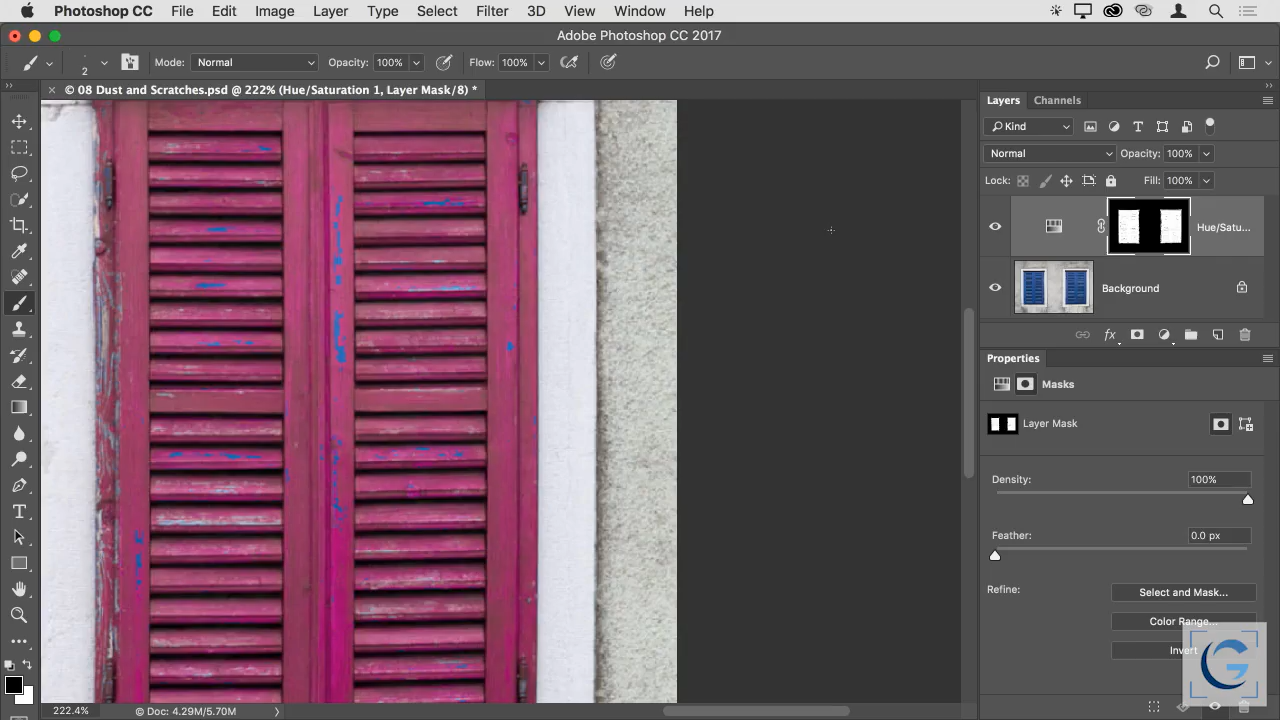 Photoshop CC File Edit Image Layer Type Select Filter 3D View Window Help
Adobe Photoshop CC 2017
2 Mode: Normal Opacity: 100% Flow: 100%
× © 08 Dust and Scratches.psd @ 222% (Hue/Saturation 1, Layer Mask/8) *
Layers Channels
Kind
Normal Opacity: 100%
Lock: Fill: 100%
Hue/Satu...
Background
fx
Properties
Masks
Layer Mask
Density: 100%
Feather: 0.0 px
Refine: Select and Mask...
Color Range...
Invert
222.4% © Doc: 4.29M/5.70M